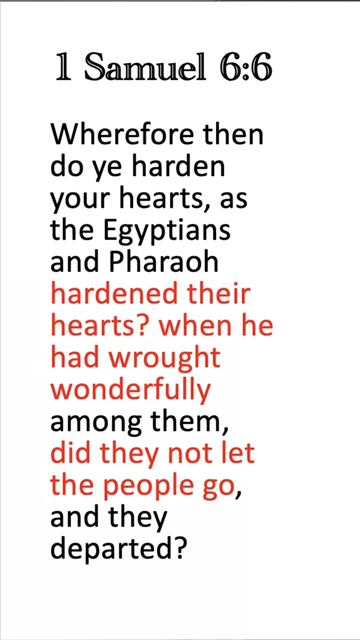 1 Samuel 6:6
Wherefore then
do ye harden
your hearts, as
the Egyptians
and Pharaoh
hardened their
hearts? when he
had wrought
wonderfully
among them,
did they not let
the people go,
and they
departed?